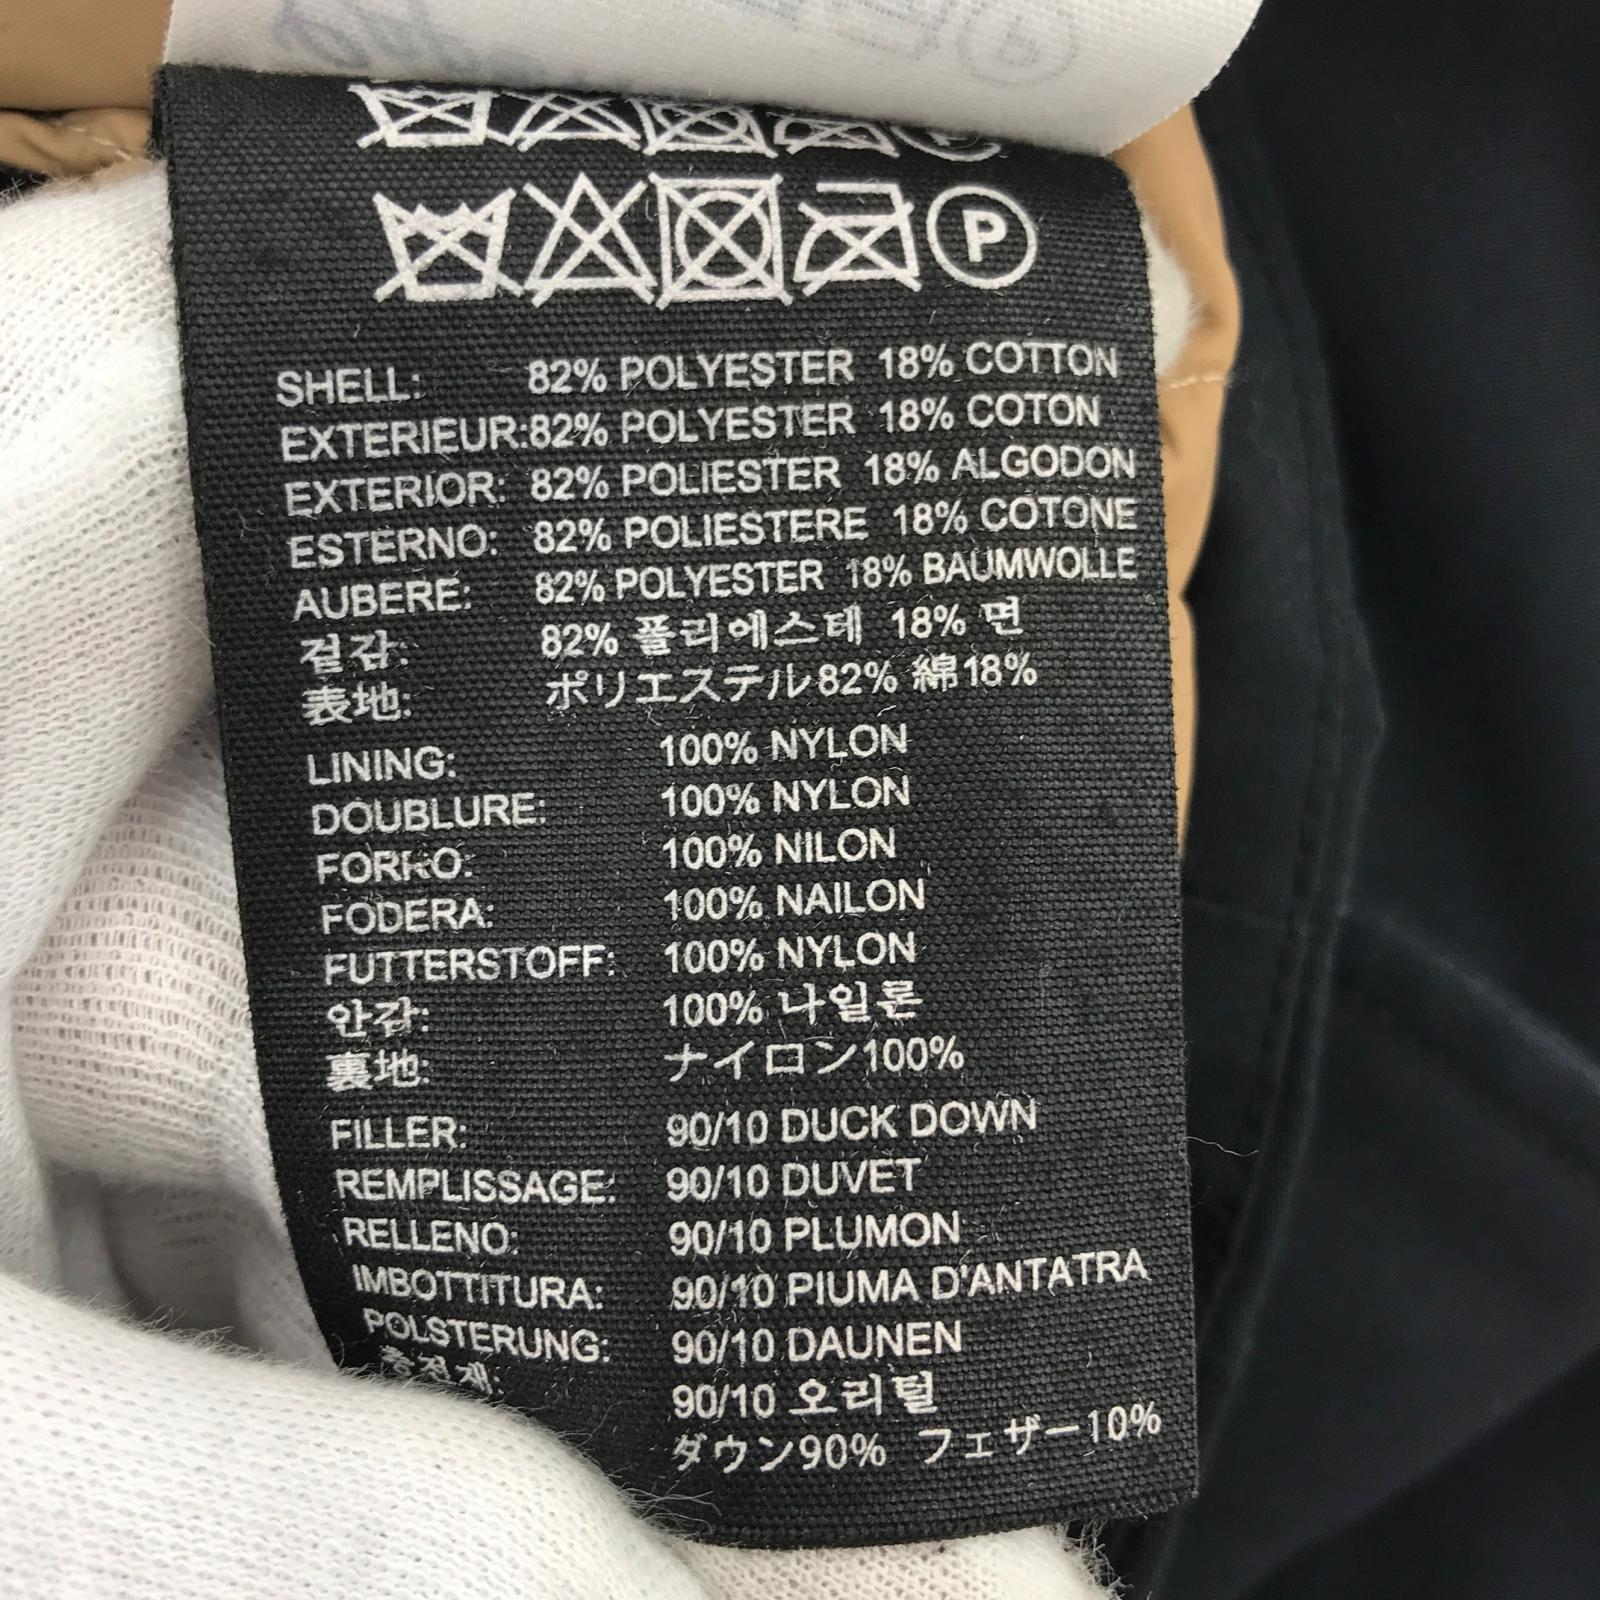 P
SHELL: 82% POLYESTER 18% COTTON
EXTERIEUR:82% POLYESTER 18% COTON
EXTERIOR: 82% POLIESTER 18% ALGODON
ESTERNO: 82% POLIESTERE 18% COTONE
AUBERE: 82% POLYESTER 18% BAUMWOLLE
겉감: 82% 폴리에스테 18% 면
表地: ポリエステル82% 綿18%
LINING: 100% NYLON
DOUBLURE: 100% NYLON
FORRO: 100% NILON
FODERA: 100% NAILON
FUTTERSTOFF: 100% NYLON
안감: 100% 나일론
裏地: ナイロン100%
FILLER: 90/10 DUCK DOWN
REMPLISSAGE: 90/10 DUVET
RELLENO: 90/10 PLUMON
IMBOTTITURA: 90/10 PIUMA D'ANTATRA
POLSTERUNG: 90/10 DAUNEN
충전재: 90/10 오리털
ダウン90% フェザー10%